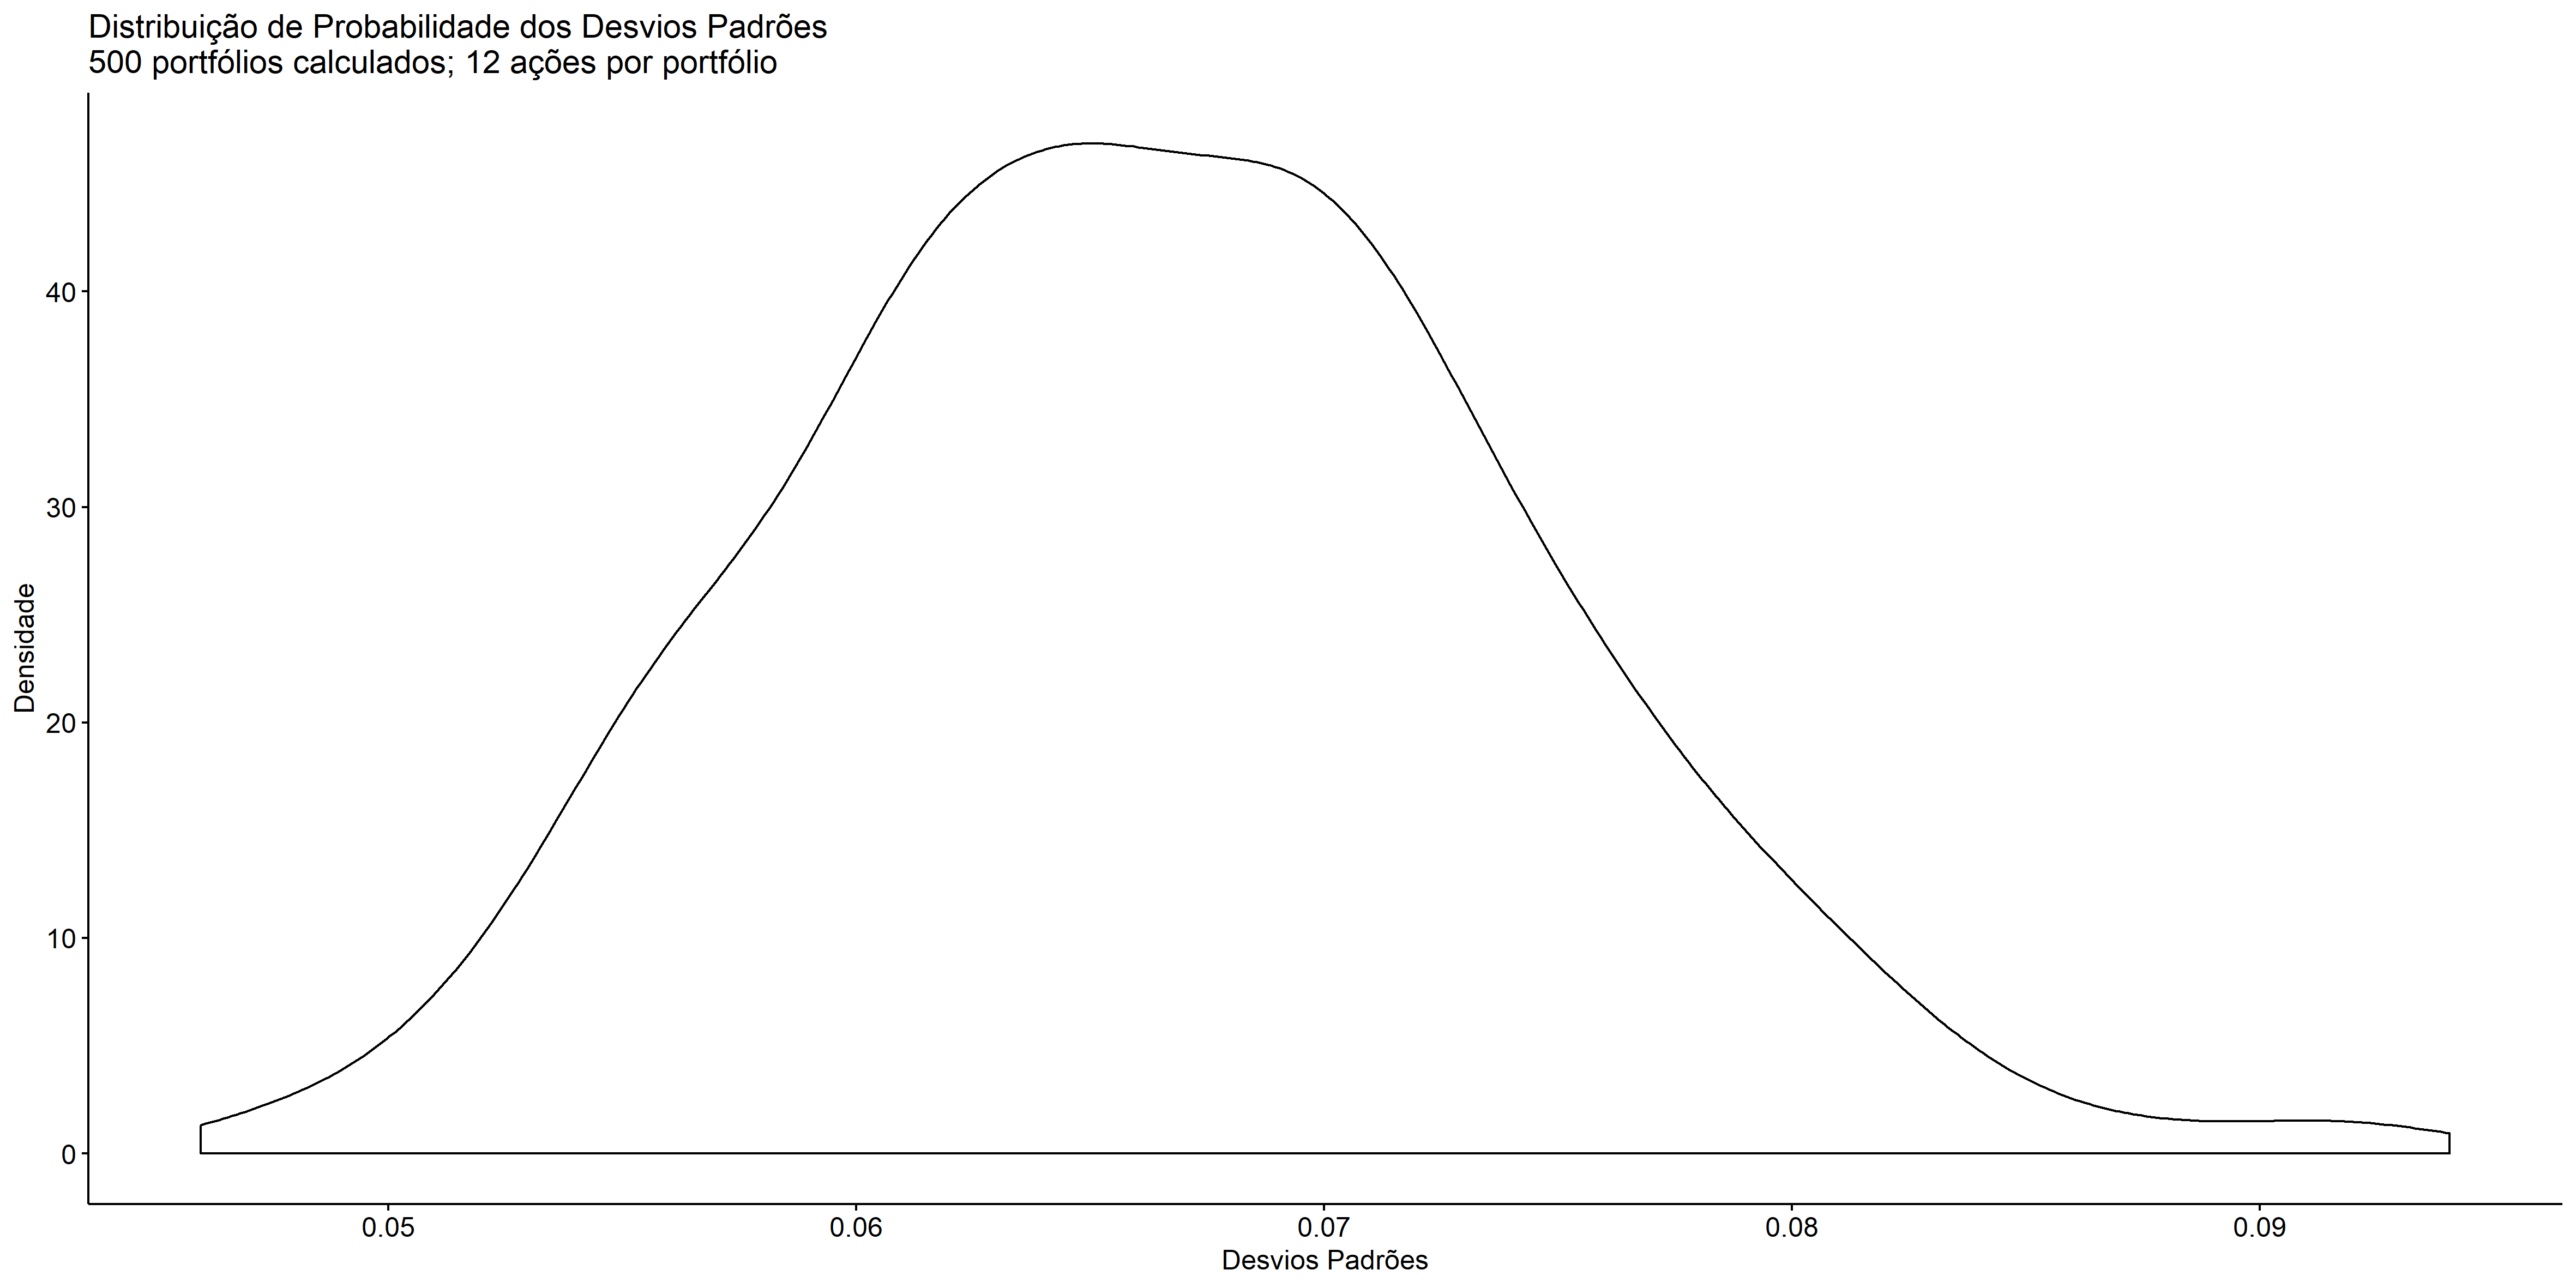 Distribuição de Probabilidade dos Desvios Padrões
500 portfólios calculados; 12 ações por portfólio
Densidade
40
30
20
10
0
0.05
0.06
0.07
0.08
0.09
Desvios Padrões